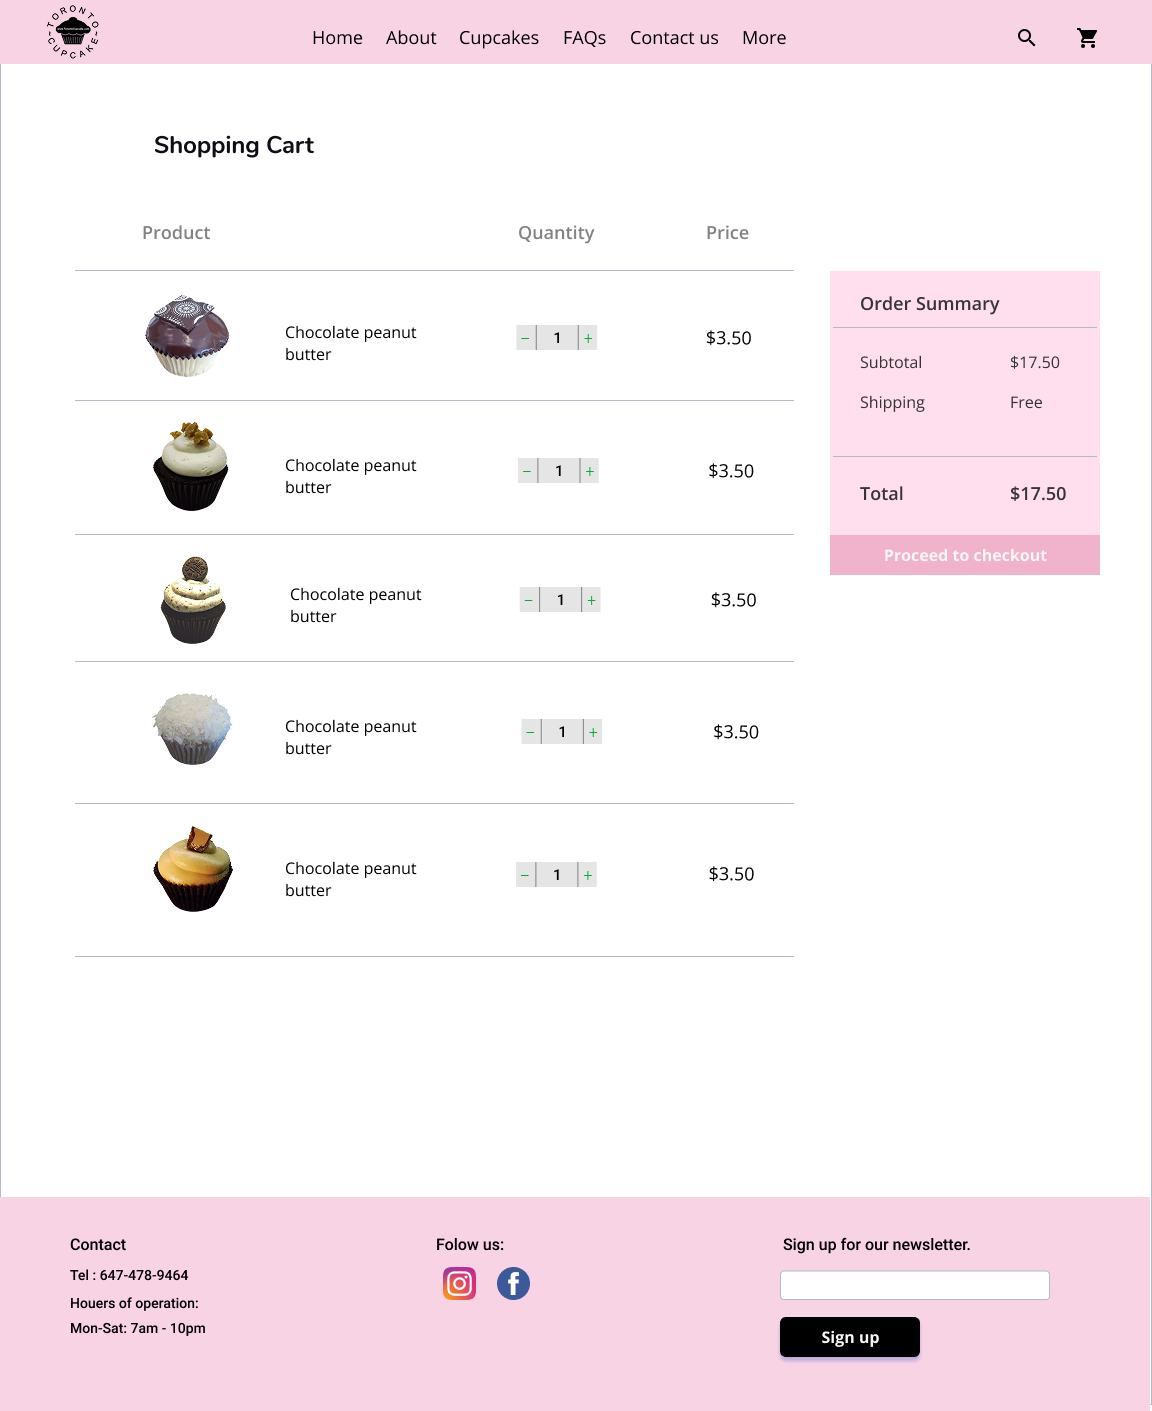 TORONTO
CUPCAKE
Home About Cupcakes FAQs Contact us More
Shopping Cart
Product Quantity Price
Chocolate peanut
butter
− 1 +
$3.50
Chocolate peanut
butter
− 1 +
$3.50
Chocolate peanut
butter
− 1 +
$3.50
Chocolate peanut
butter
− 1 +
$3.50
Chocolate peanut
butter
− 1 +
$3.50
Order Summary
Subtotal $17.50
Shipping Free
Total $17.50
Proceed to checkout
Contact
Tel : 647-478-9464
Houers of operation:
Mon-Sat: 7am - 10pm
Folow us:
Sign up for our newsletter.
Sign up